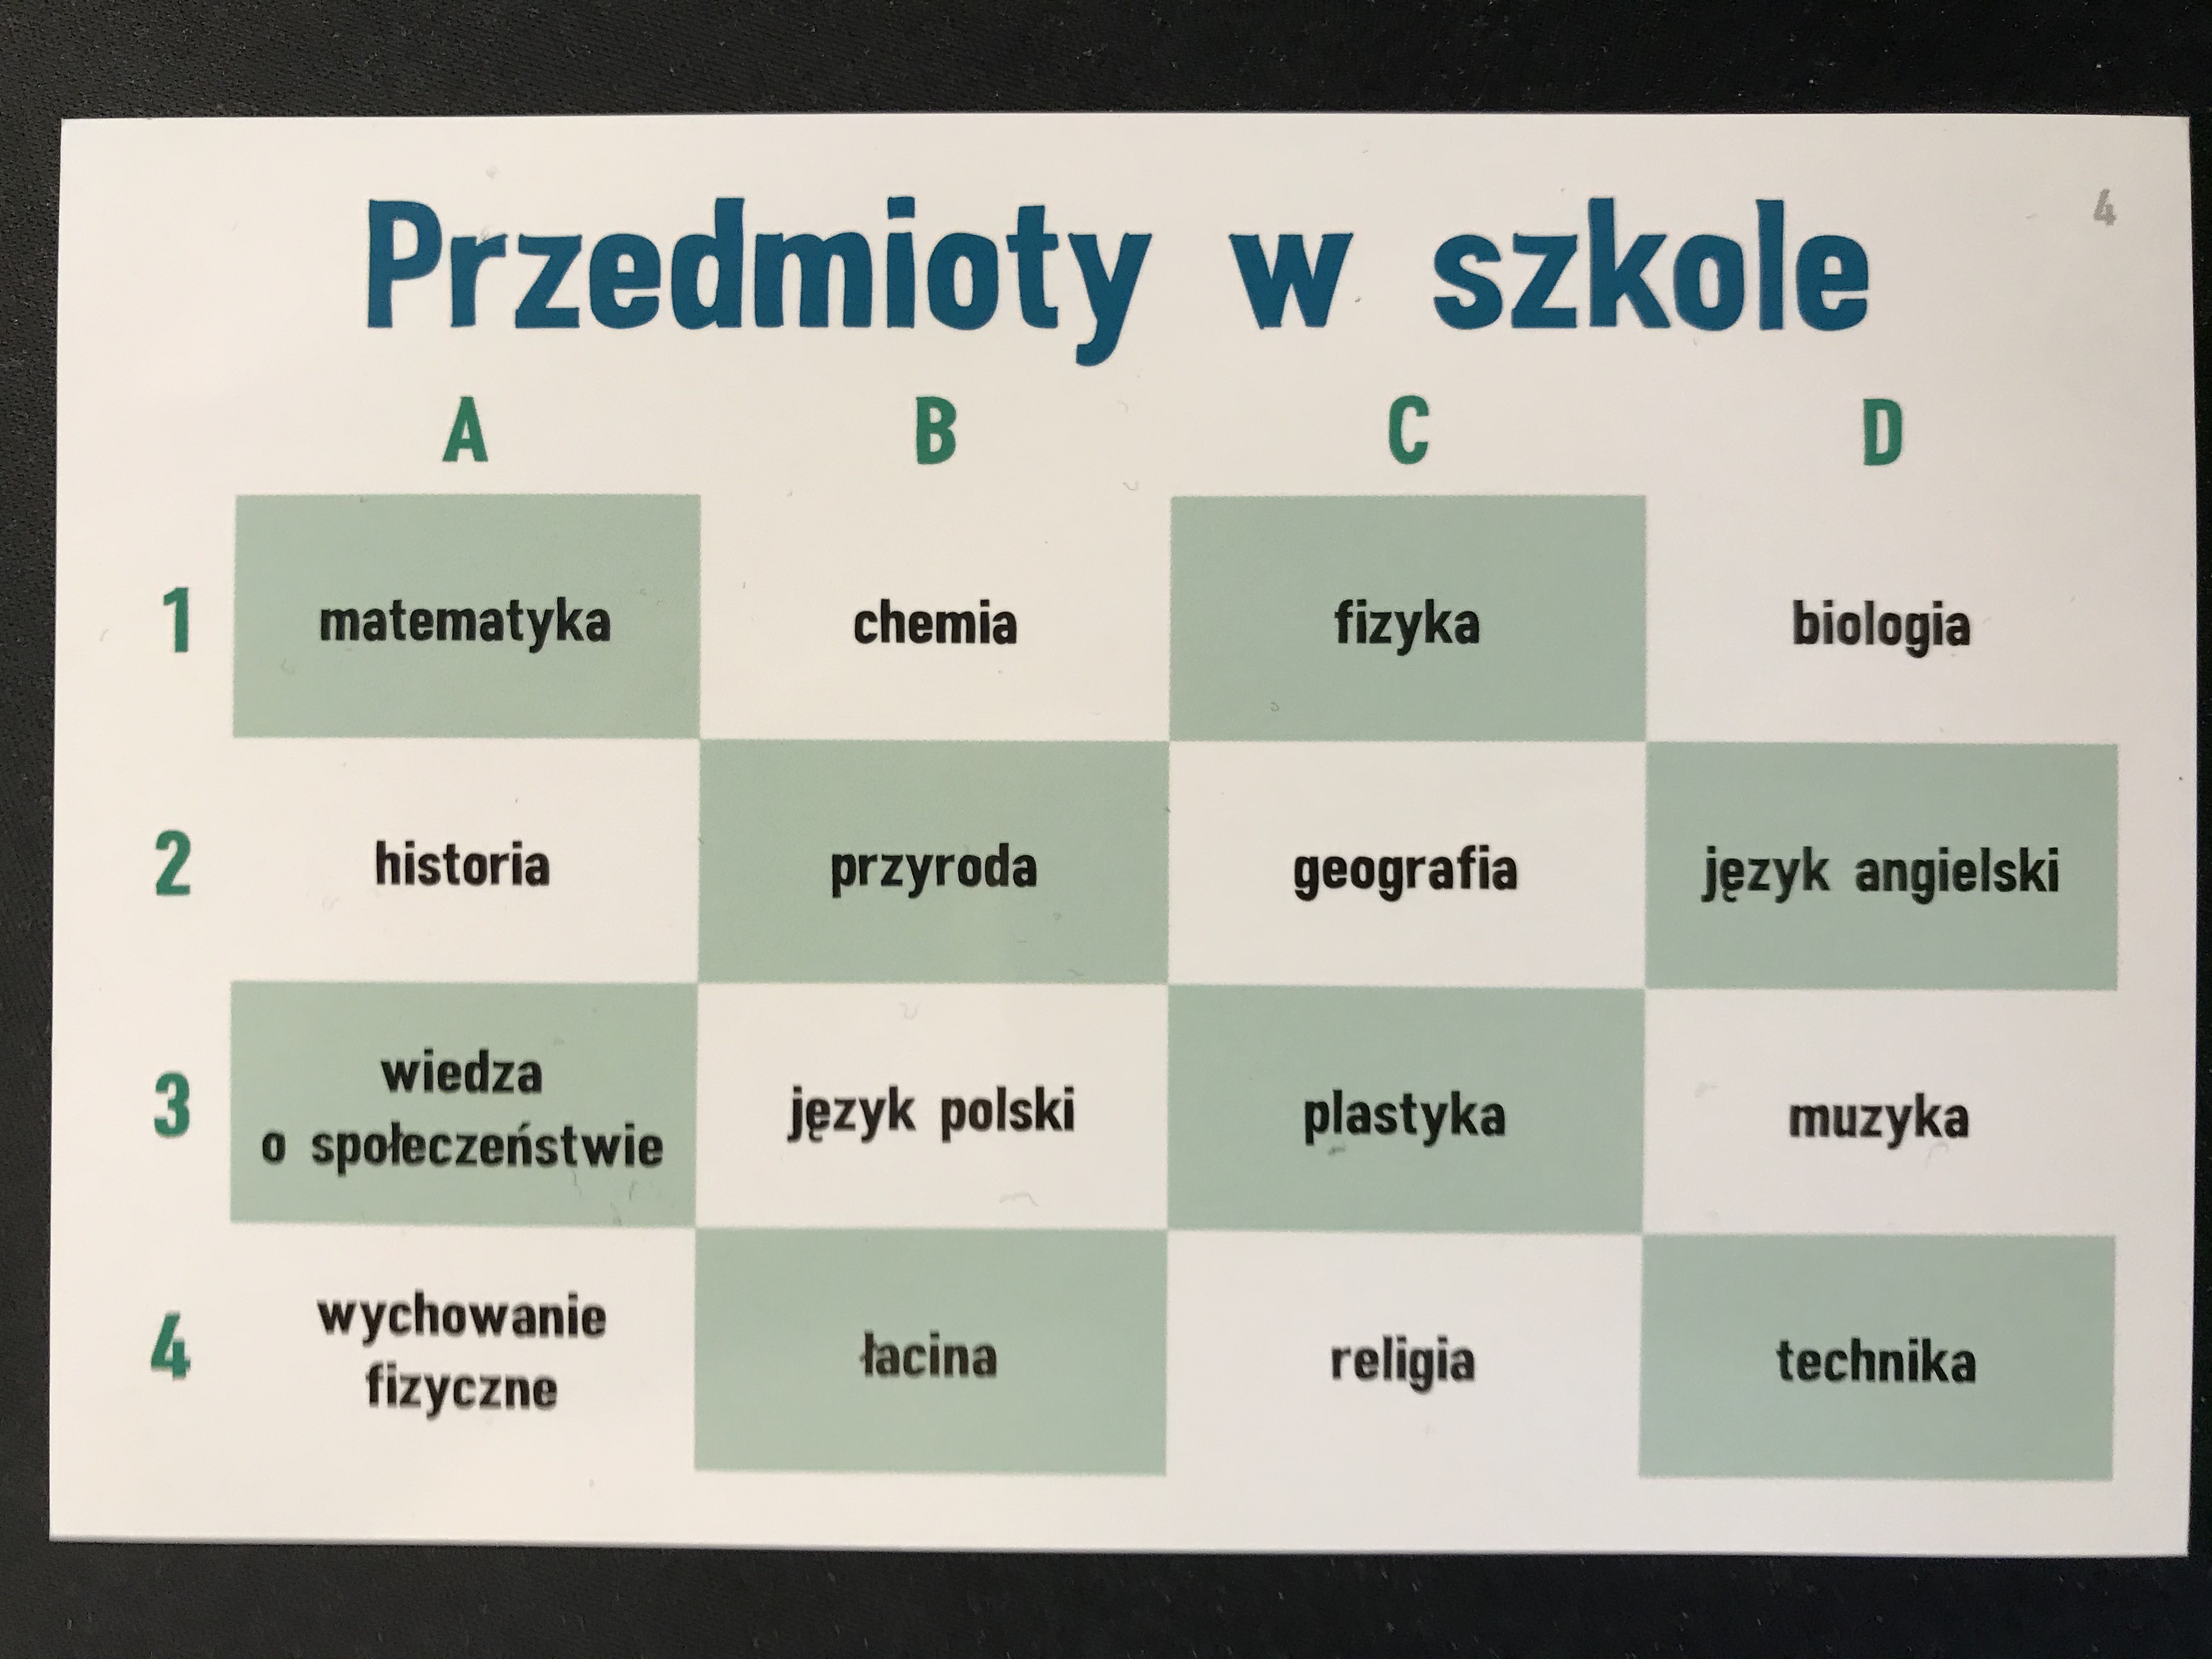 4
Przedmioty w szkole
A B C D
1 matematyka chemia fizyka biologia
2 historia przyroda geografia język angielski
3 wiedza
o społeczeństwie język polski plastyka muzyka
4 wychowanie
fizyczne łacina religia technika